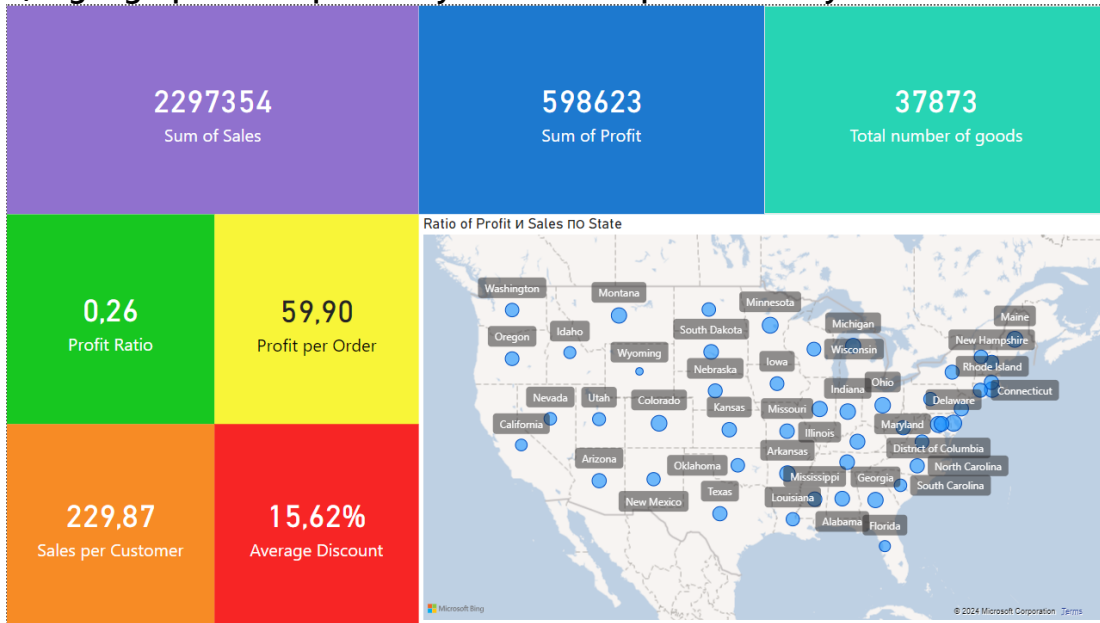 2297354
Sum of Sales
598623
Sum of Profit
37873
Total number of goods
0,26
Profit Ratio
59,90
Profit per Order
229,87
Sales per Customer
15,62%
Average Discount
Ratio of Profit и Sales по State
Washington
Montana
Minnesota
Maine
Michigan
Oregon
Idaho
South Dakota
New Hampshire
Wyoming
Wisconsin
Iowa
Rhode Island
Nebraska
Indiana
Ohio
Connecticut
Nevada
Utah
Colorado
Kansas
Missouri
Delaware
California
Illinois
Maryland
Arkansas
District of Columbia
Arizona
Oklahoma
North Carolina
Mississippi
Georgia
South Carolina
New Mexico
Texas
Louisiana
Alabama
Florida
Microsoft Bing
© 2024 Microsoft Corporation Terms